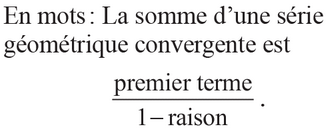 En mots : La somme d’une série
géométrique convergente est
premier terme
1 − raison .